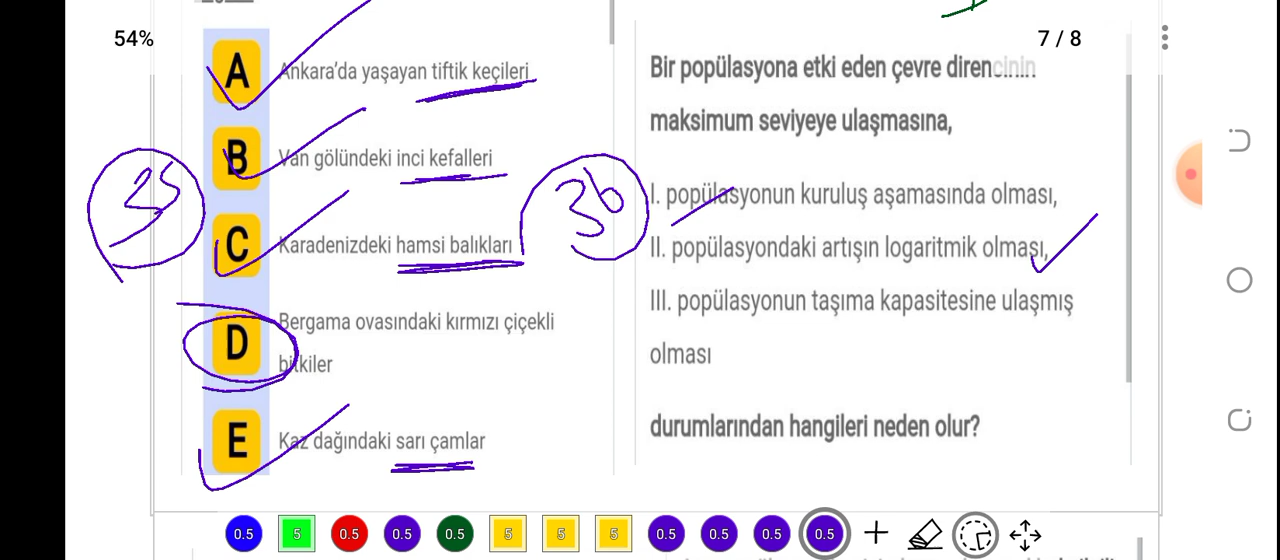 54%
7 / 8
A Ankara'da yaşayan tiftik keçileri
B Van gölündeki inci kefalleri
C Karadenizdeki hamsi balıkları
D Bergama ovasındaki kırmızı çiçekli
bitkiler
E Kaz dağındaki sarı çamlar
35
36
Bir popülasyona etki eden çevre direncinin
maksimum seviyeye ulaşmasına,
I. popülasyonun kuruluş aşamasında olması,
II. popülasyondaki artışın logaritmik olması,
III. popülasyonun taşıma kapasitesine ulaşmış
olması
durumlarından hangileri neden olur?
0.5 5 0.5 0.5 0.5 5 5 5 0.5 0.5 0.5 0.5